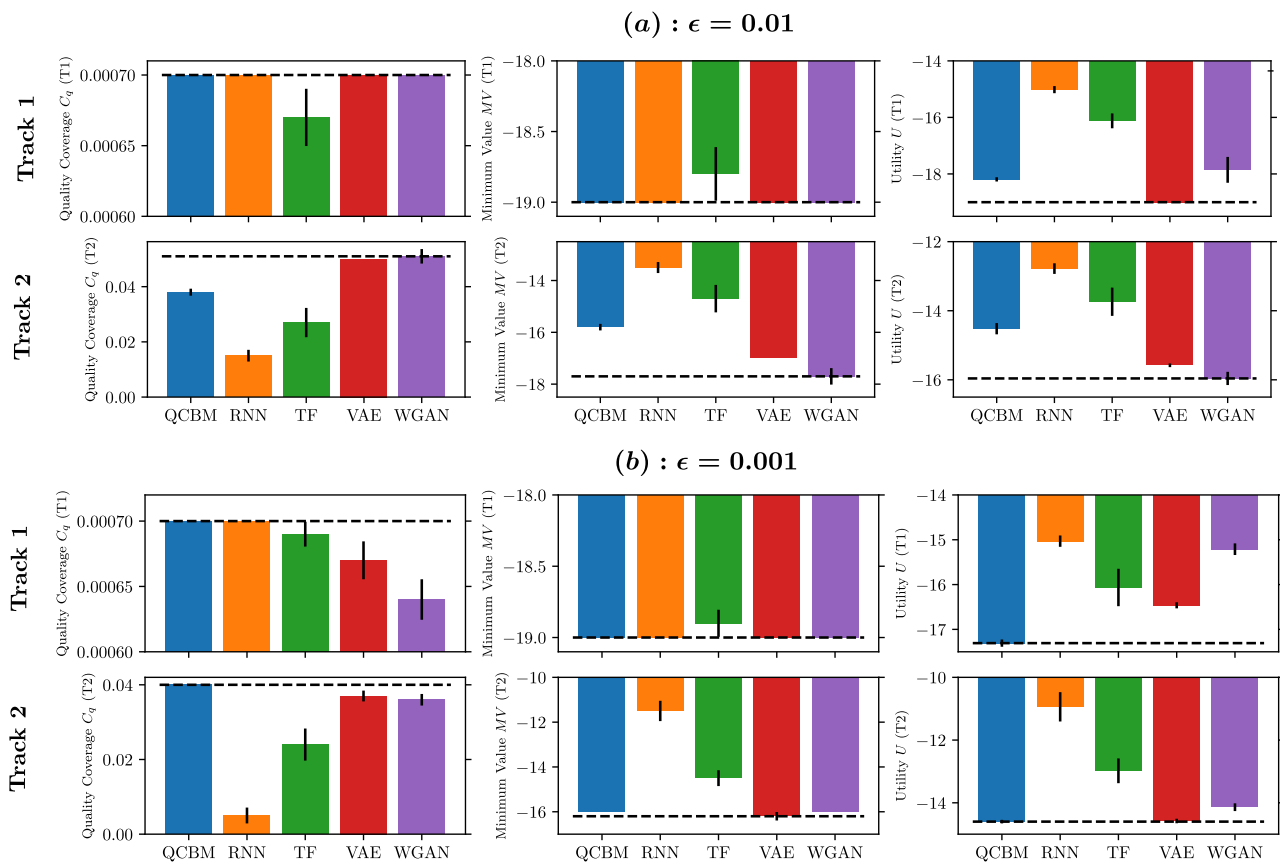 (a) : ϵ = 0.01
Track 1
Quality Coverage C_q (T1)
0.00070
0.00065
0.00060
Minimum Value MV (T1)
−18.0
−18.5
−19.0
Utility U (T1)
−14
−16
−18
Track 2
Quality Coverage C_q (T2)
0.04
0.02
0.00
QCBM RNN TF VAE WGAN
Minimum Value MV (T2)
−14
−16
−18
QCBM RNN TF VAE WGAN
Utility U (T2)
−12
−14
−16
QCBM RNN TF VAE WGAN
(b) : ϵ = 0.001
Track 1
Quality Coverage C_q (T1)
0.00070
0.00065
0.00060
Minimum Value MV (T1)
−18.0
−18.5
−19.0
Utility U (T1)
−14
−15
−16
−17
Track 2
Quality Coverage C_q (T2)
0.04
0.02
0.00
QCBM RNN TF VAE WGAN
Minimum Value MV (T2)
−10
−12
−14
−16
QCBM RNN TF VAE WGAN
Utility U (T2)
−10
−12
−14
QCBM RNN TF VAE WGAN